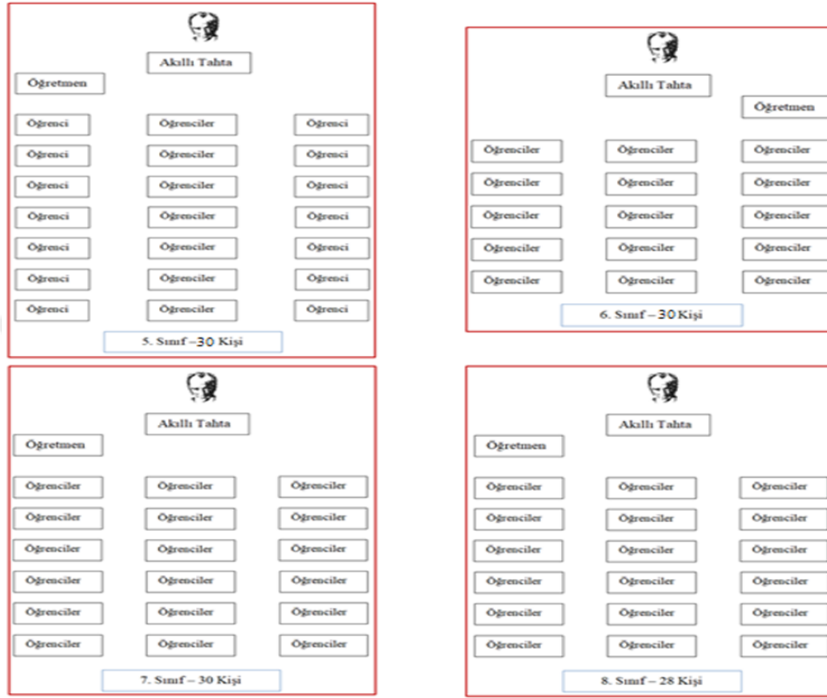 Akıllı Tahta
Öğretmen
Öğrenci Öğrenciler Öğrenci
Öğrenci Öğrenciler Öğrenci
Öğrenci Öğrenciler Öğrenci
Öğrenci Öğrenciler Öğrenci
Öğrenci Öğrenciler Öğrenci
Öğrenci Öğrenciler Öğrenci
Öğrenci Öğrenciler Öğrenci
5. Sınıf –30 Kişi
Akıllı Tahta
Öğretmen
Öğrenciler Öğrenciler Öğrenciler
Öğrenciler Öğrenciler Öğrenciler
Öğrenciler Öğrenciler Öğrenciler
Öğrenciler Öğrenciler Öğrenciler
Öğrenciler Öğrenciler Öğrenciler
6. Sınıf – 30 Kişi
Akıllı Tahta
Öğretmen
Öğrenciler Öğrenciler Öğrenciler
Öğrenciler Öğrenciler Öğrenciler
Öğrenciler Öğrenciler Öğrenciler
Öğrenciler Öğrenciler Öğrenciler
Öğrenciler Öğrenciler Öğrenciler
Öğrenciler Öğrenciler Öğrenciler
7. Sınıf – 30 Kişi
Akıllı Tahta
Öğretmen
Öğrenciler Öğrenciler Öğrenciler
Öğrenciler Öğrenciler Öğrenciler
Öğrenciler Öğrenciler Öğrenciler
Öğrenciler Öğrenciler Öğrenciler
Öğrenciler Öğrenciler Öğrenciler
Öğrenciler Öğrenciler Öğrenciler
8. Sınıf – 28 Kişi